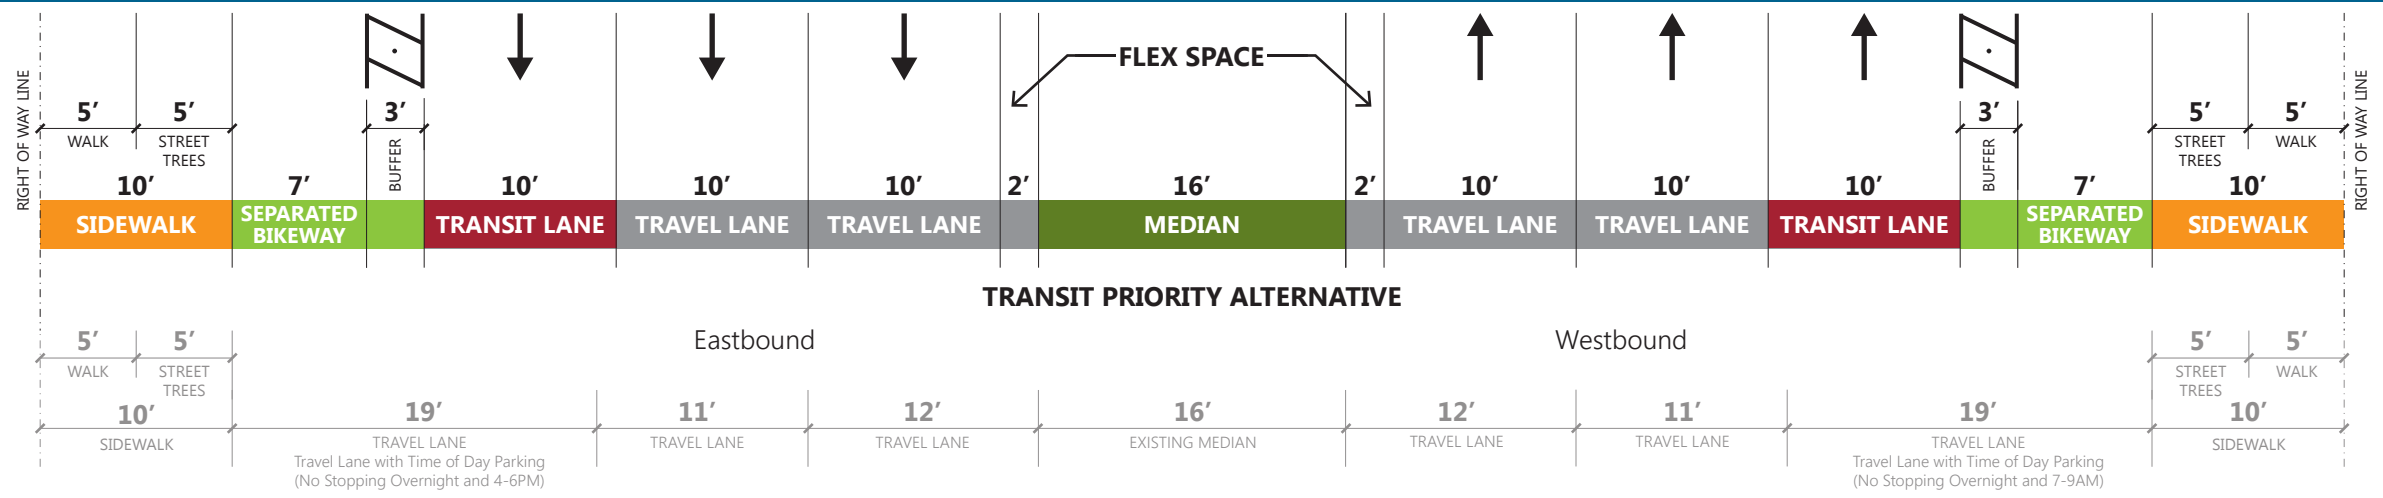 FLEX SPACE
RIGHT OF WAY LINE
5’ 5’ 3’ 3’ 5’ 5’
WALK STREET TREES BUFFER BUFFER STREET TREES WALK
RIGHT OF WAY LINE
10’ 7’ 10’ 10’ 10’ 2’ 16’ 2’ 10’ 10’ 10’ 7’ 10’
SIDEWALK SEPARATED BIKEWAY TRANSIT LANE TRAVEL LANE TRAVEL LANE MEDIAN TRAVEL LANE TRAVEL LANE TRANSIT LANE SEPARATED BIKEWAY SIDEWALK
TRANSIT PRIORITY ALTERNATIVE
Eastbound Westbound
5’ 5’ 5’ 5’
WALK STREET TREES STREET TREES WALK
10’ 19’ 11’ 12’ 16’ 12’ 11’ 19’ 10’
SIDEWALK TRAVEL LANE TRAVEL LANE TRAVEL LANE EXISTING MEDIAN TRAVEL LANE TRAVEL LANE TRAVEL LANE SIDEWALK
Travel Lane with Time of Day Parking
(No Stopping Overnight and 4-6PM)
Travel Lane with Time of Day Parking
(No Stopping Overnight and 7-9AM)